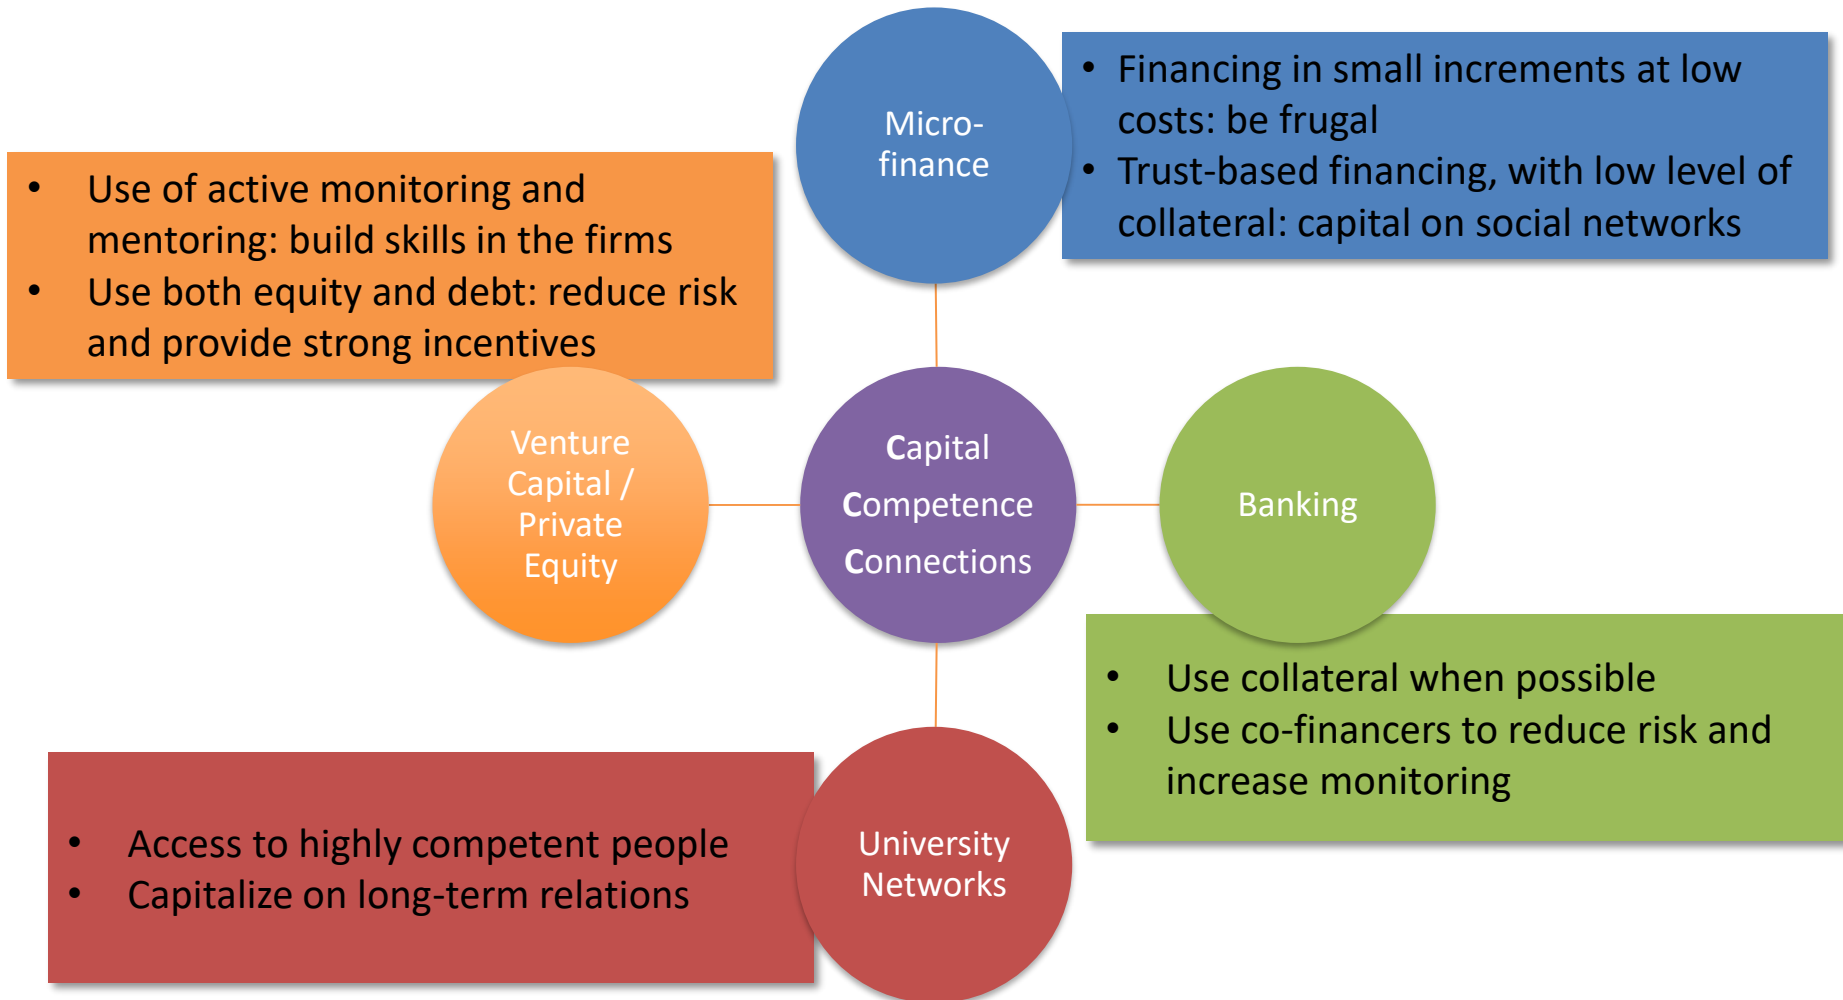 Micro-
finance
• Financing in small increments at low
costs: be frugal
• Trust-based financing, with low level of
collateral: capital on social networks
• Use of active monitoring and
mentoring: build skills in the firms
• Use both equity and debt: reduce risk
and provide strong incentives
Venture
Capital /
Private
Equity
Capital
Competence
Connections
Banking
• Use collateral when possible
• Use co-financers to reduce risk and
increase monitoring
• Access to highly competent people
• Capitalize on long-term relations
University
Networks